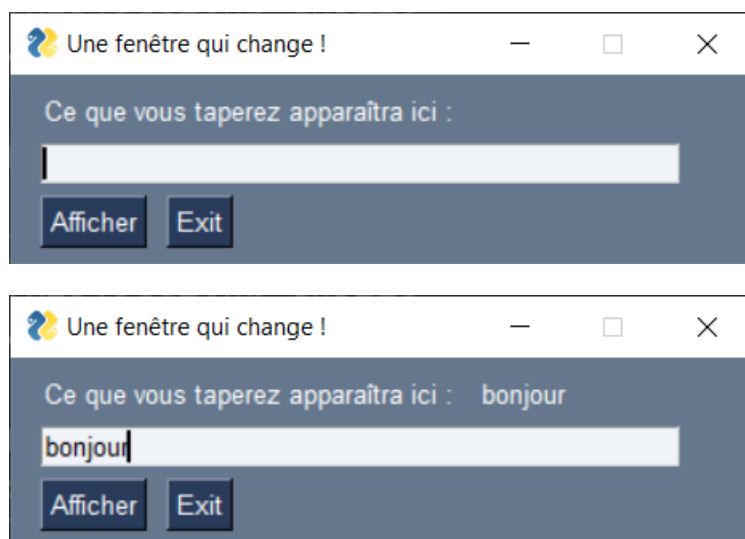 Une fenêtre qui change !
Ce que vous taperez apparaîtra ici :
Afficher Exit
Une fenêtre qui change !
Ce que vous taperez apparaîtra ici : bonjour
bonjour
Afficher Exit